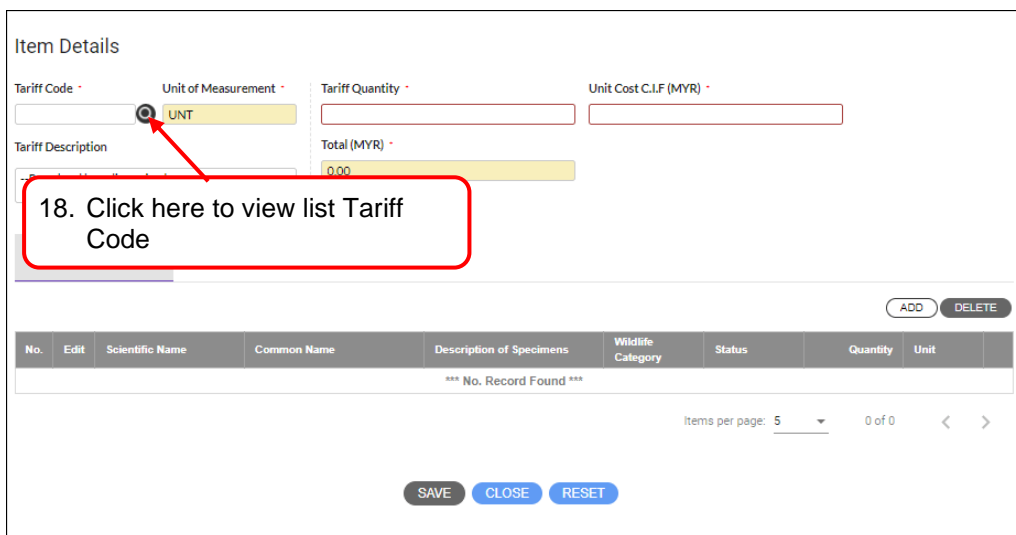 Item Details
Tariff Code * Unit of Measurement * Tariff Quantity * Unit Cost C.I.F (MYR) *
UNT
Tariff Description Total (MYR) *
0.00
18. Click here to view list Tariff
Code
ADD DELETE
No. Edit Scientific Name Common Name Description of Specimens Wildlife Category Status Quantity Unit
*** No. Record Found ***
Items per page: 5 0 of 0
SAVE CLOSE RESET